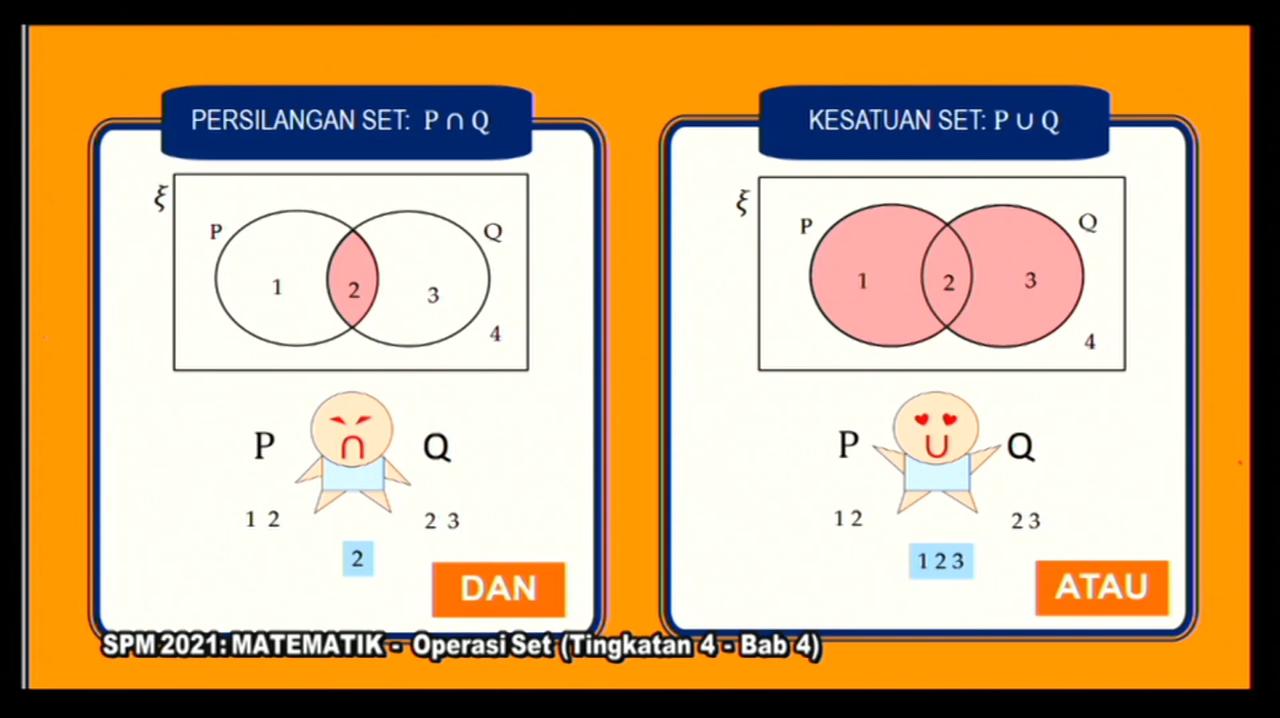 PERSILANGAN SET: P ∩ Q
ξ
P
Q
1
2
3
4
P
∩
Q
1 2
2 3
2
DAN
KESATUAN SET: P ∪ Q
ξ
P
Q
1
2
3
4
P
U
Q
1 2
2 3
1 2 3
ATAU
SPM 2021: MATEMATIK - Operasi Set (Tingkatan 4 - Bab 4)